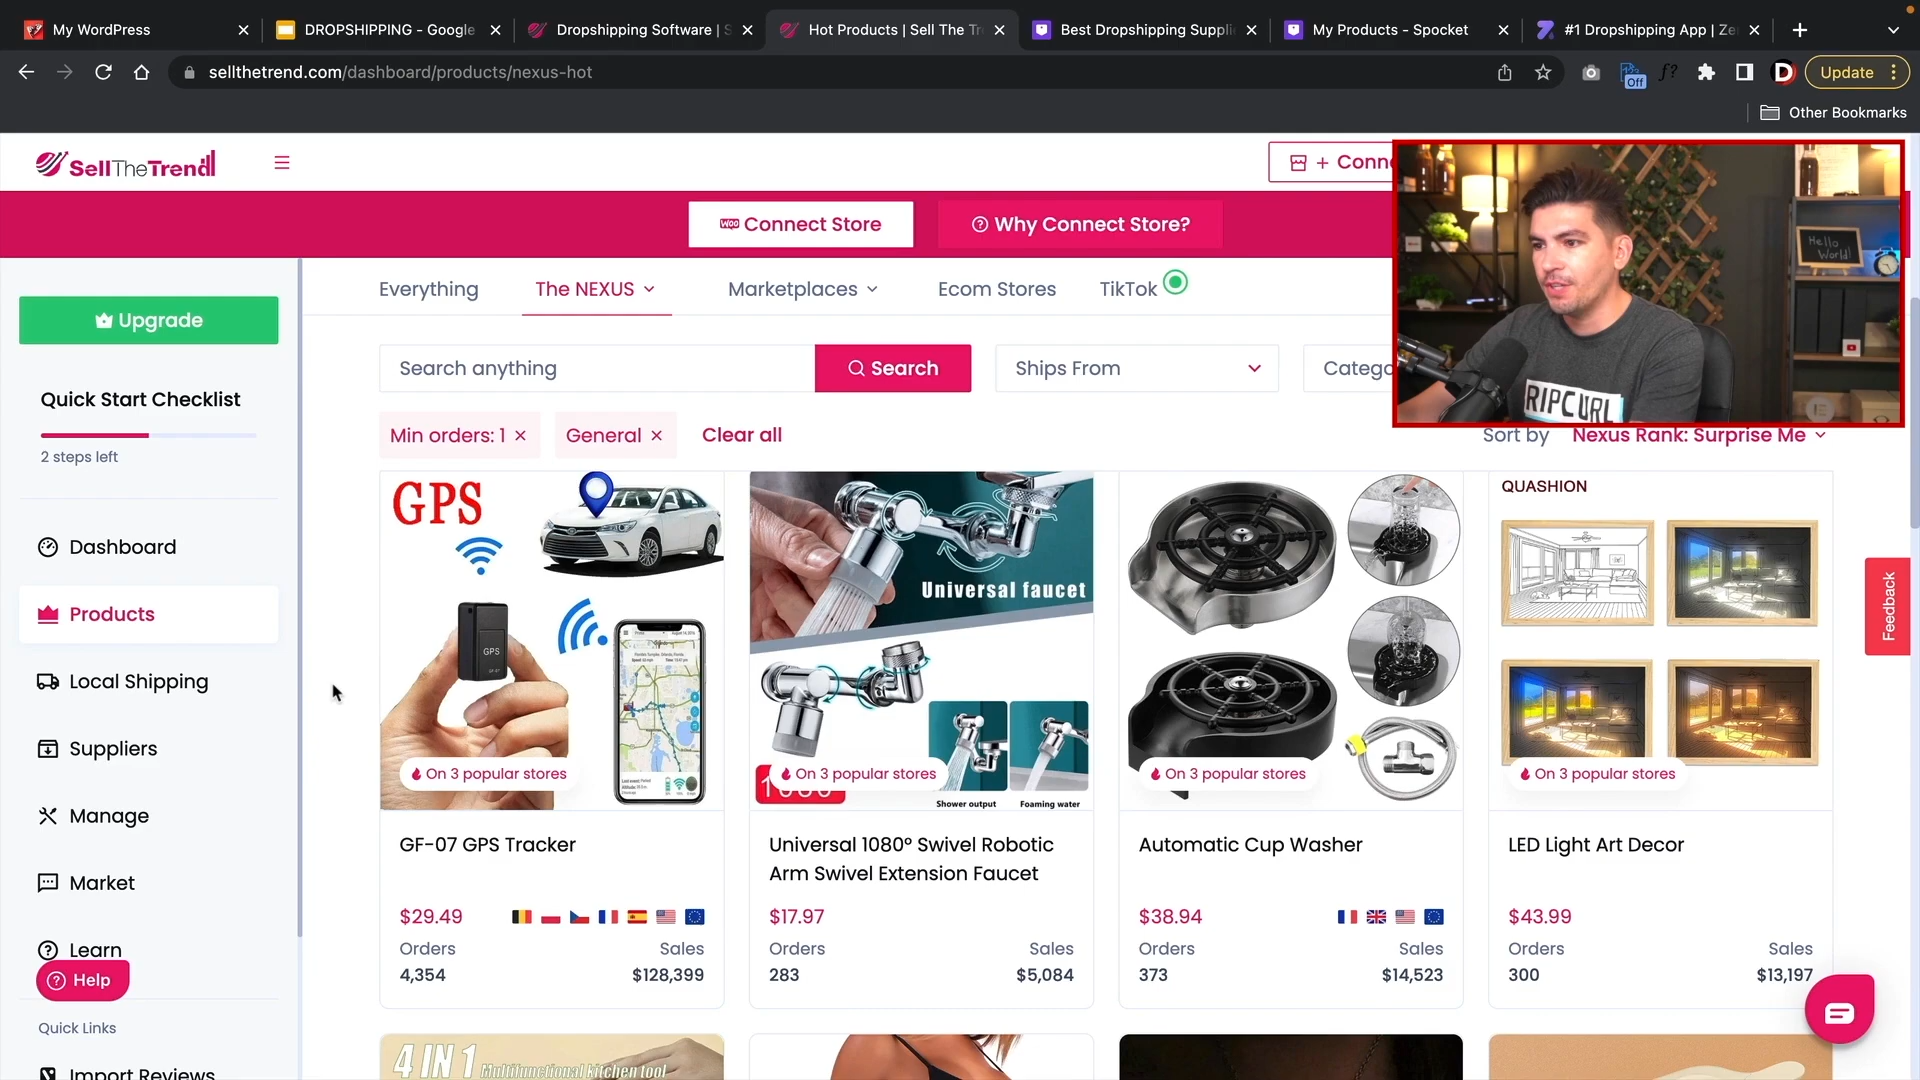 My WordPress
DROPSHIPPING - Google
Dropshipping Software | S
Hot Products | Sell The Tr
Best Dropshipping Suppli
My Products - Spocket
#1 Dropshipping App | Ze
sellthetrend.com/dashboard/products/nexus-hot
Off
f?
D
Update
Other Bookmarks
SellTheTrend
+ Conne
Woo Connect Store
Why Connect Store?
Hello
World!
RIPCURL
Upgrade
Quick Start Checklist
2 steps left
Dashboard
Products
Local Shipping
Suppliers
Manage
Market
Learn
Help
Quick Links
Import Reviews
Everything
The NEXUS
Marketplaces
Ecom Stores
TikTok
Search anything
Search
Ships From
Catego
Min orders: 1
General
Clear all
Sort by
Nexus Rank: Surprise Me
GPS
GPS
On 3 popular stores
GF-07 GPS Tracker
$29.49
Orders
Sales
4,354
$128,399
Universal faucet
1080°
On 3 popular stores
Shower output
Foaming water
Universal 1080° Swivel Robotic
Arm Swivel Extension Faucet
$17.97
Orders
Sales
283
$5,084
On 3 popular stores
Automatic Cup Washer
$38.94
Orders
Sales
373
$14,523
QUASHION
On 3 popular stores
LED Light Art Decor
$43.99
Orders
Sales
300
$13,197
Feedback
4 IN 1
Multifunctional kitchen tool